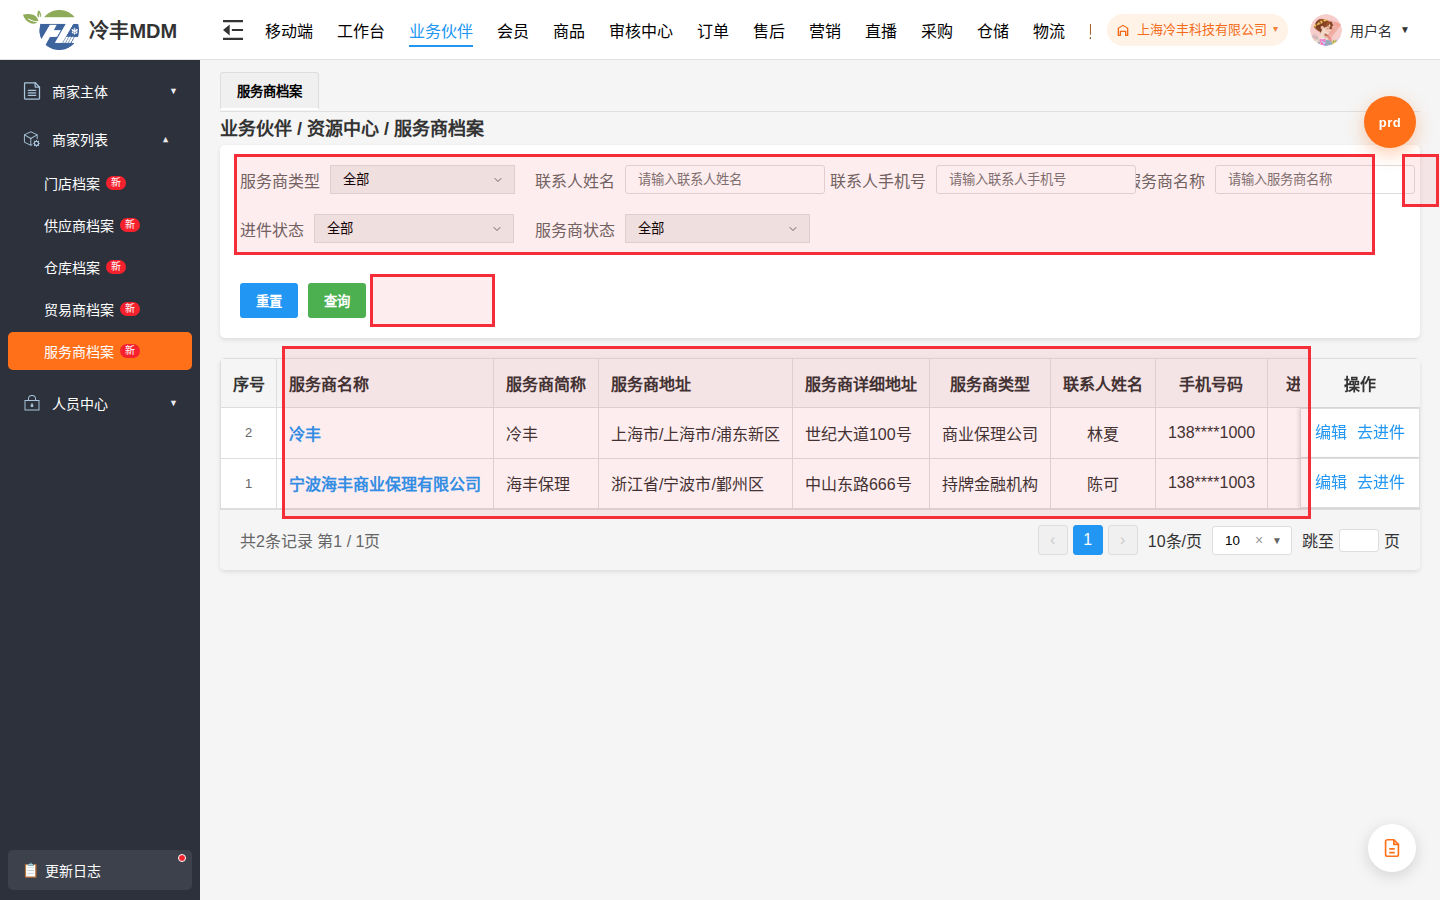 冷丰MDM
移动端 工作台 业务伙伴 会员 商品 审核中心 订单 售后 营销 直播 采购 仓储 物流
上海冷丰科技有限公司 ▾
用户名 ▼
商家主体 ▼
商家列表 ▲
门店档案 新
供应商档案 新
仓库档案 新
贸易商档案 新
服务商档案 新
人员中心 ▼
更新日志
服务商档案
业务伙伴 / 资源中心 / 服务商档案
prd
服务商类型 全部 联系人姓名 请输入联系人姓名 联系人手机号 请输入联系人手机号 务商名称 请输入服务商名称
进件状态 全部 服务商状态 全部
重置 查询
序号 服务商名称 服务商简称 服务商地址 服务商详细地址 服务商类型 联系人姓名 手机号码 进 操作
2 冷丰 冷丰 上海市/上海市/浦东新区 世纪大道100号 商业保理公司 林夏 138****1000 编辑 去进件
1 宁波海丰商业保理有限公司 海丰保理 浙江省/宁波市/鄞州区 中山东路666号 持牌金融机构 陈可 138****1003 编辑 去进件
共2条记录 第1 / 1页 ‹ 1 › 10条/页 10 × ▼ 跳至 页